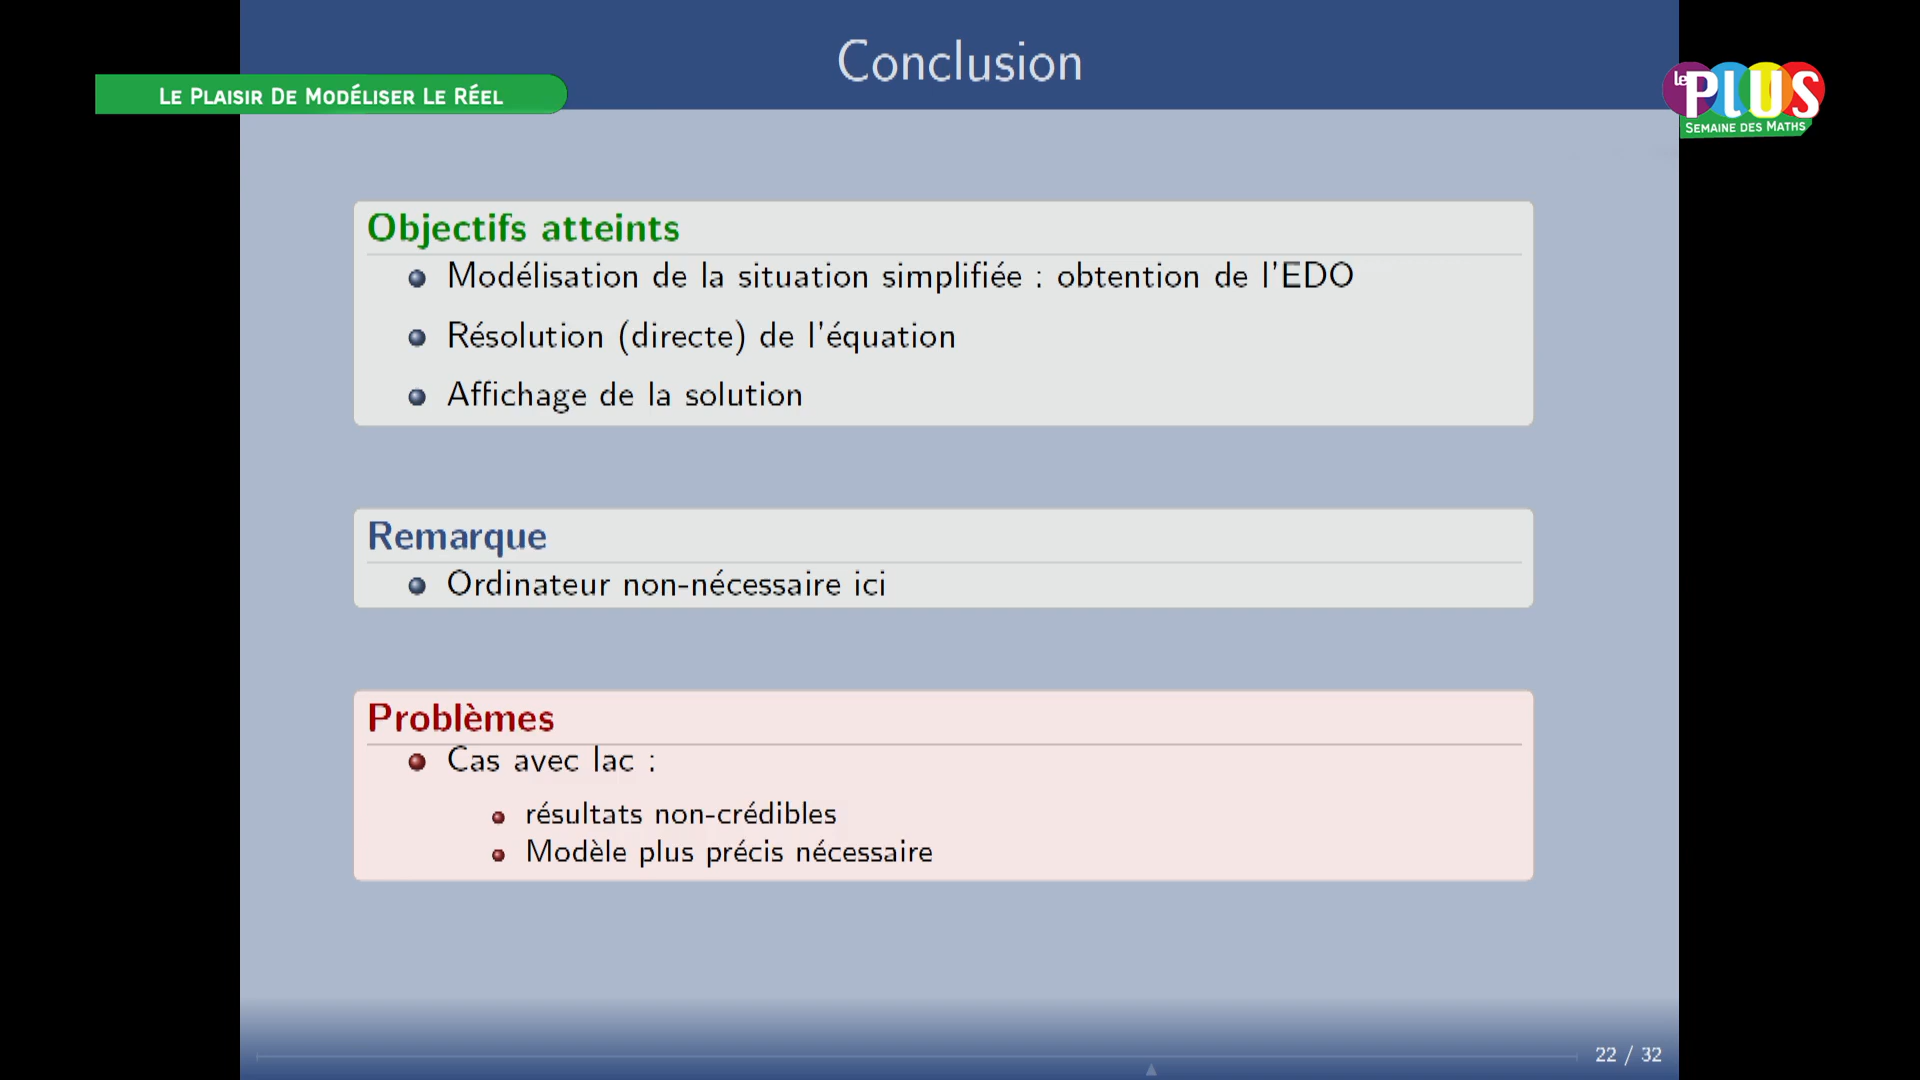 Conclusion
LE PLAISIR DE MODÉLISER LE RÉEL
le PLUS
SEMAINE DES MATHS
Objectifs atteints
Modélisation de la situation simplifiée : obtention de l'EDO
Résolution (directe) de l'équation
Affichage de la solution
Remarque
Ordinateur non-nécessaire ici
Problèmes
Cas avec lac :
résultats non-crédibles
Modèle plus précis nécessaire
22 / 32